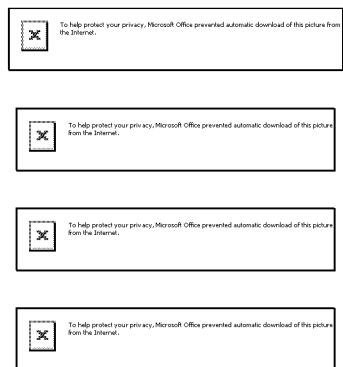 To help protect your privacy, Microsoft Office prevented automatic download of this picture from
the Internet.
To help protect your privacy, Microsoft Office prevented automatic download of this picture
from the Internet.
To help protect your privacy, Microsoft Office prevented automatic download of this picture
from the Internet.
To help protect your privacy, Microsoft Office prevented automatic download of this picture
from the Internet.